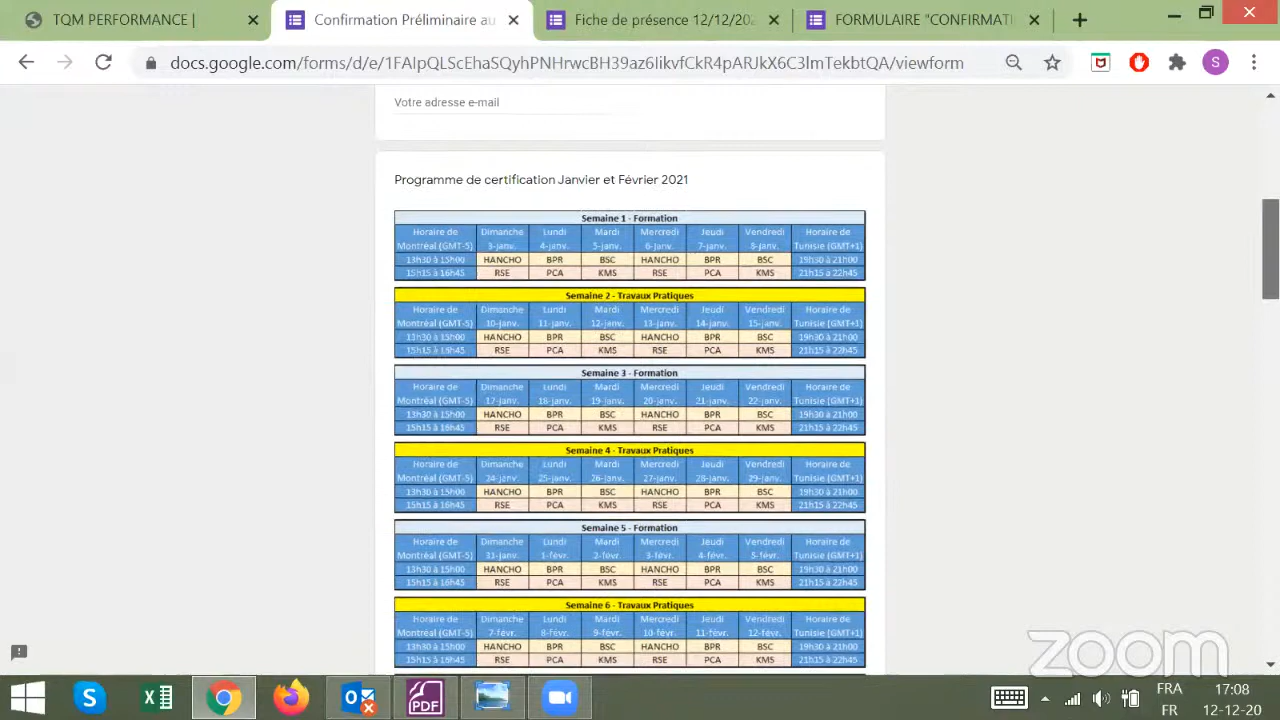 TQM PERFORMANCE |
Confirmation Préliminaire au
Fiche de présence 12/12/202
FORMULAIRE "CONFIRMATI
docs.google.com/forms/d/e/1FAIpQLScEhaSQyhPNHrwcBH39az6IikvfCkR4pARJkX6C3lmTekbtQA/viewform
S
Votre adresse e-mail
Programme de certification Janvier et Février 2021
Semaine 1 - Formation
Horaire de Dimanche Lundi Mardi Mercredi Jeudi Vendredi Horaire de
Montréal (GMT-5) 3-janv. 4-janv. 5-janv. 6-janv. 7-janv. 8-janv. Tunisie (GMT+1)
13h30 à 15h00 HANCHO BPR BSC HANCHO BPR BSC 19h30 à 21h00
15h15 à 16h45 RSE PCA KMS RSE PCA KMS 21h15 à 22h45
Semaine 2 - Travaux Pratiques
Horaire de Dimanche Lundi Mardi Mercredi Jeudi Vendredi Horaire de
Montréal (GMT-5) 10-janv. 11-janv. 12-janv. 13-janv. 14-janv. 15-janv. Tunisie (GMT+1)
13h30 à 15h00 HANCHO BPR BSC HANCHO BPR BSC 19h30 à 21h00
15h15 à 16h45 RSE PCA KMS RSE PCA KMS 21h15 à 22h45
Semaine 3 - Formation
Horaire de Dimanche Lundi Mardi Mercredi Jeudi Vendredi Horaire de
Montréal (GMT-5) 17-janv. 18-janv. 19-janv. 20-janv. 21-janv. 22-janv. Tunisie (GMT+1)
13h30 à 15h00 HANCHO BPR BSC HANCHO BPR BSC 19h30 à 21h00
15h15 à 16h45 RSE PCA KMS RSE PCA KMS 21h15 à 22h45
Semaine 4 - Travaux Pratiques
Horaire de Dimanche Lundi Mardi Mercredi Jeudi Vendredi Horaire de
Montréal (GMT-5) 24-janv. 25-janv. 26-janv. 27-janv. 28-janv. 29-janv. Tunisie (GMT+1)
13h30 à 15h00 HANCHO BPR BSC HANCHO BPR BSC 19h30 à 21h00
15h15 à 16h45 RSE PCA KMS RSE PCA KMS 21h15 à 22h45
Semaine 5 - Formation
Horaire de Dimanche Lundi Mardi Mercredi Jeudi Vendredi Horaire de
Montréal (GMT-5) 31-janv. 1-févr. 2-févr. 3-févr. 4-févr. 5-févr. Tunisie (GMT+1)
13h30 à 15h00 HANCHO BPR BSC HANCHO BPR BSC 19h30 à 21h00
15h15 à 16h45 RSE PCA KMS RSE PCA KMS 21h15 à 22h45
Semaine 6 - Travaux Pratiques
Horaire de Dimanche Lundi Mardi Mercredi Jeudi Vendredi Horaire de
Montréal (GMT-5) 7-févr. 8-févr. 9-févr. 10-févr. 11-févr. 12-févr. Tunisie (GMT+1)
13h30 à 15h00 HANCHO BPR BSC HANCHO BPR BSC 19h30 à 21h00
15h15 à 16h45 RSE PCA KMS RSE PCA KMS 21h15 à 22h45
zoom
PDF
FRA 17:08
FR 12-12-20